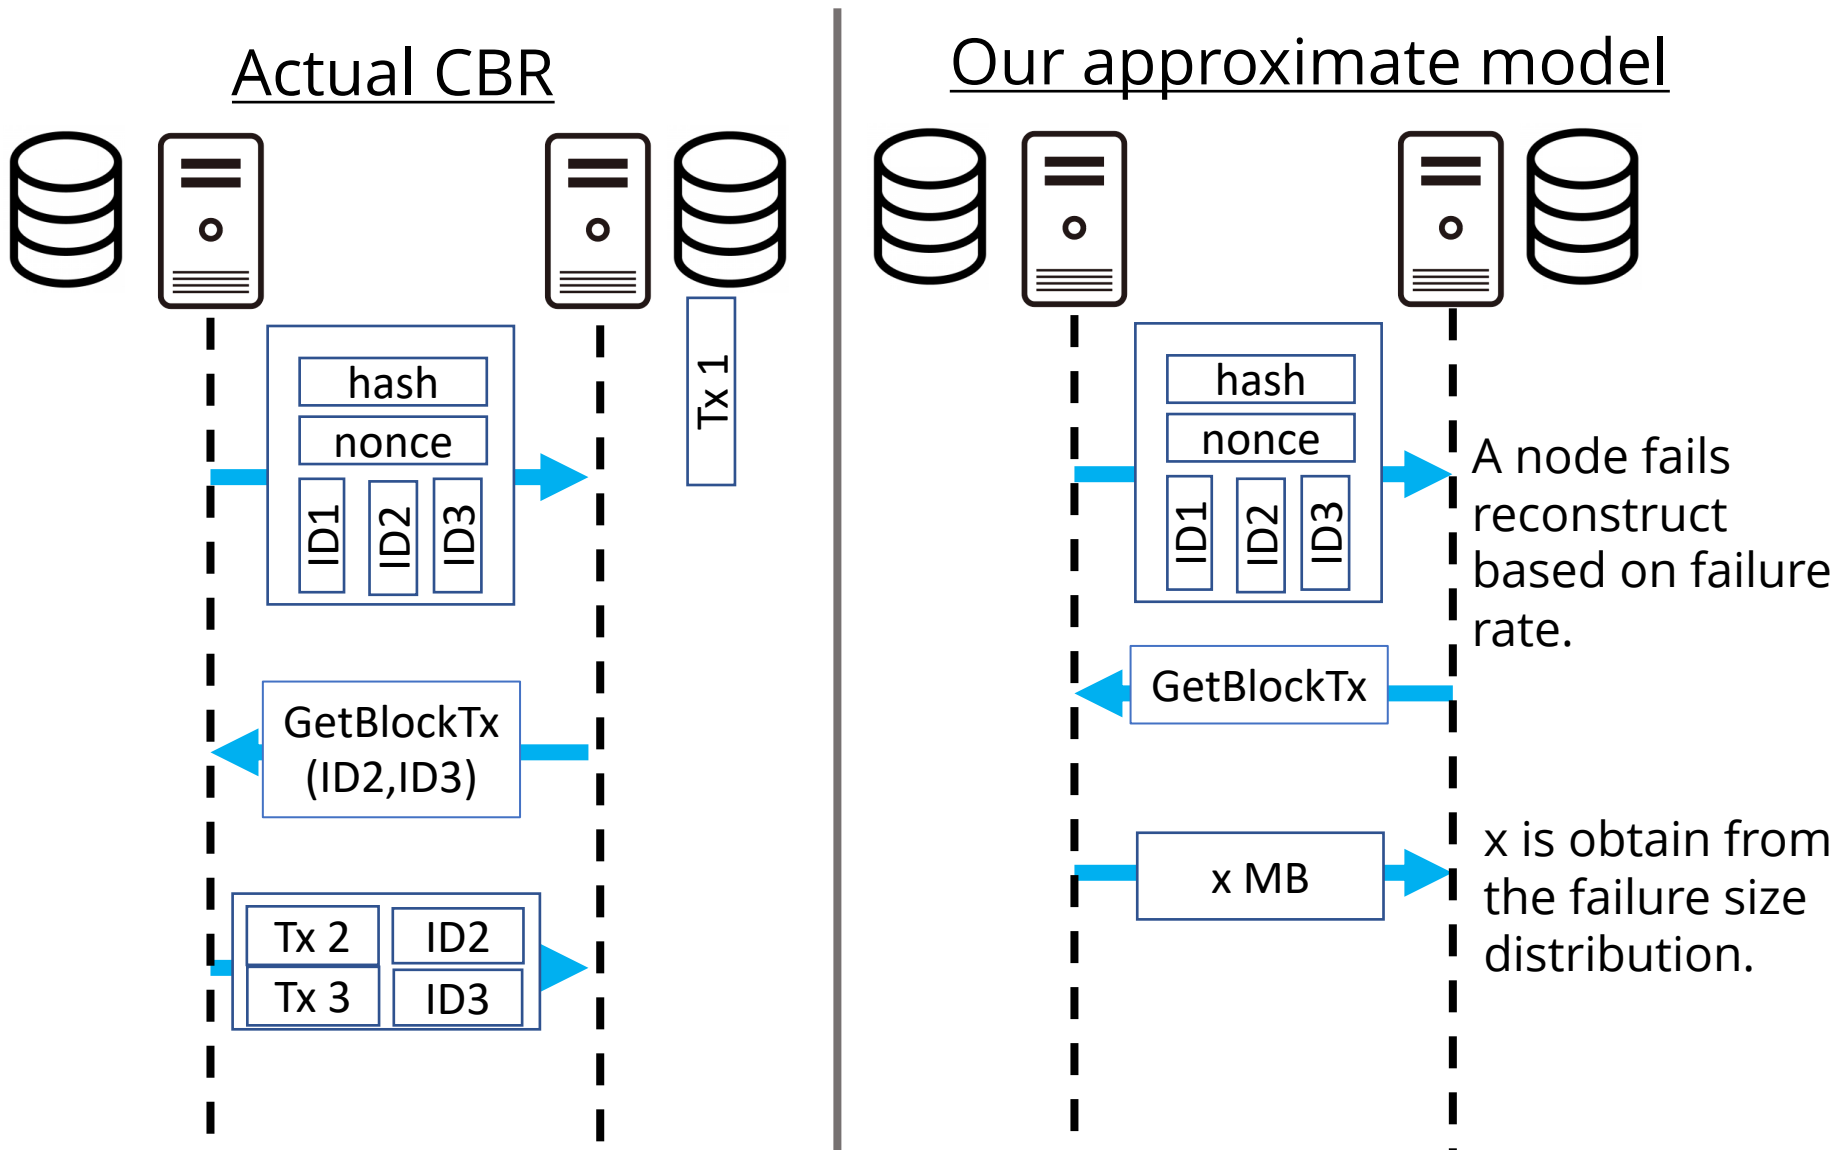 Actual CBR
Tx 1
hash
nonce
ID1
ID2
ID3
GetBlockTx
(ID2,ID3)
Tx 2
ID2
Tx 3
ID3
Our approximate model
hash
nonce
ID1
ID2
ID3
A node fails
reconstruct
based on failure
rate.
GetBlockTx
x MB
x is obtain from
the failure size
distribution.